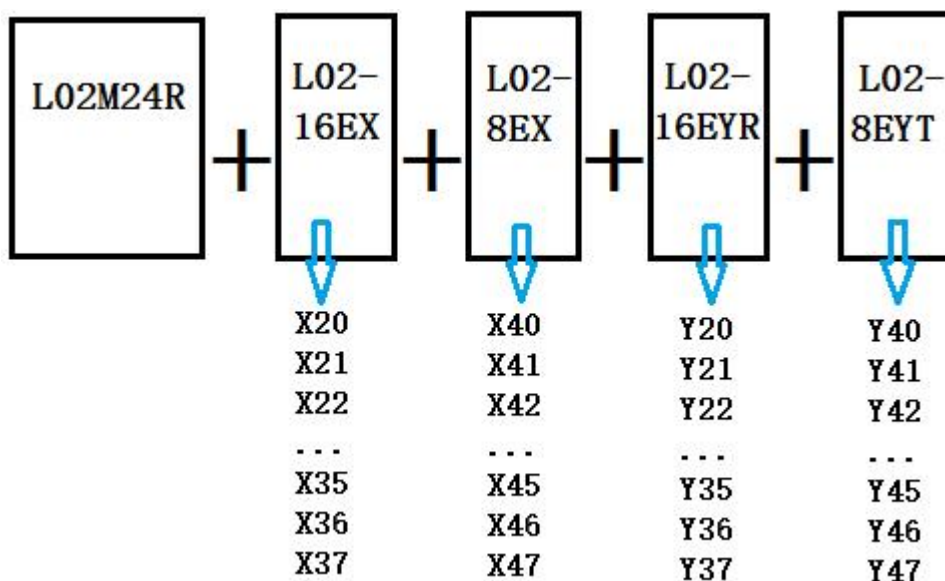 L02M24R
+
L02-
16EX
+
L02-
8EX
+
L02-
16EYR
+
L02-
8EYT
X20
X21
X22
...
X35
X36
X37
X40
X41
X42
...
X45
X46
X47
Y20
Y21
Y22
...
Y35
Y36
Y37
Y40
Y41
Y42
...
Y45
Y46
Y47